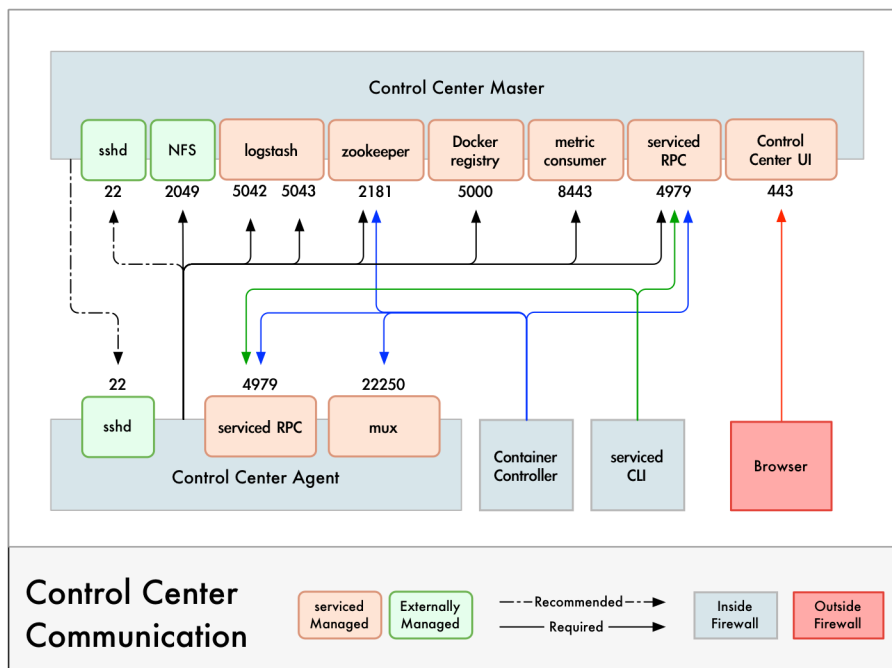 Control Center Master
sshd
NFS
logstash
zookeeper
Docker
registry
metric
consumer
serviced
RPC
Control
Center UI
22
2049
5042
5043
2181
5000
8443
4979
443
22
4979
22250
sshd
serviced RPC
mux
Control Center Agent
Container
Controller
serviced
CLI
Browser
Control Center
Communication
serviced
Managed
Externally
Managed
Recommended
Required
Inside
Firewall
Outside
Firewall